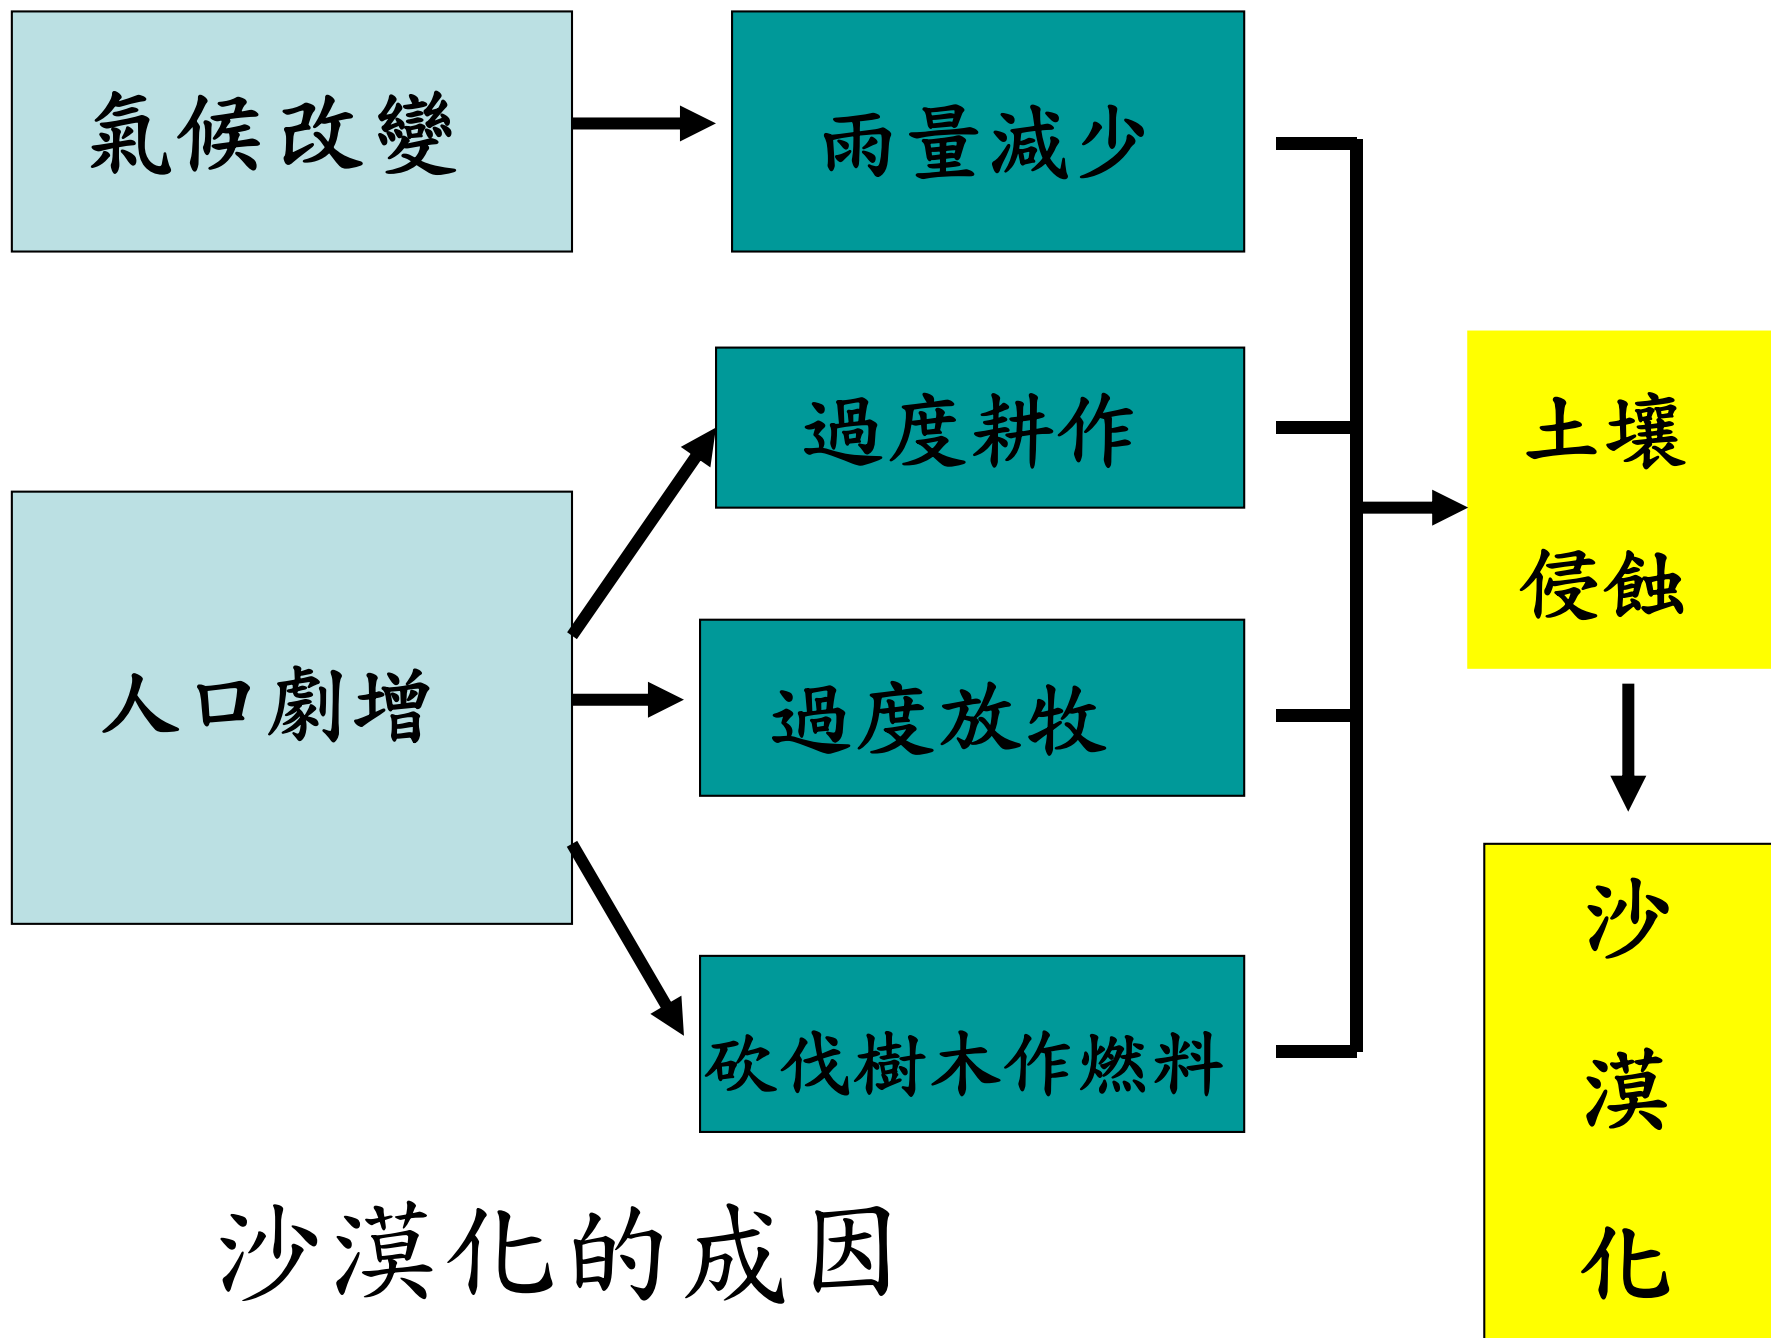 氣候改變
雨量減少
過度耕作
土壤
侵蝕
人口劇增
過度放牧
砍伐樹木作燃料
沙
漠
化
沙漠化的成因